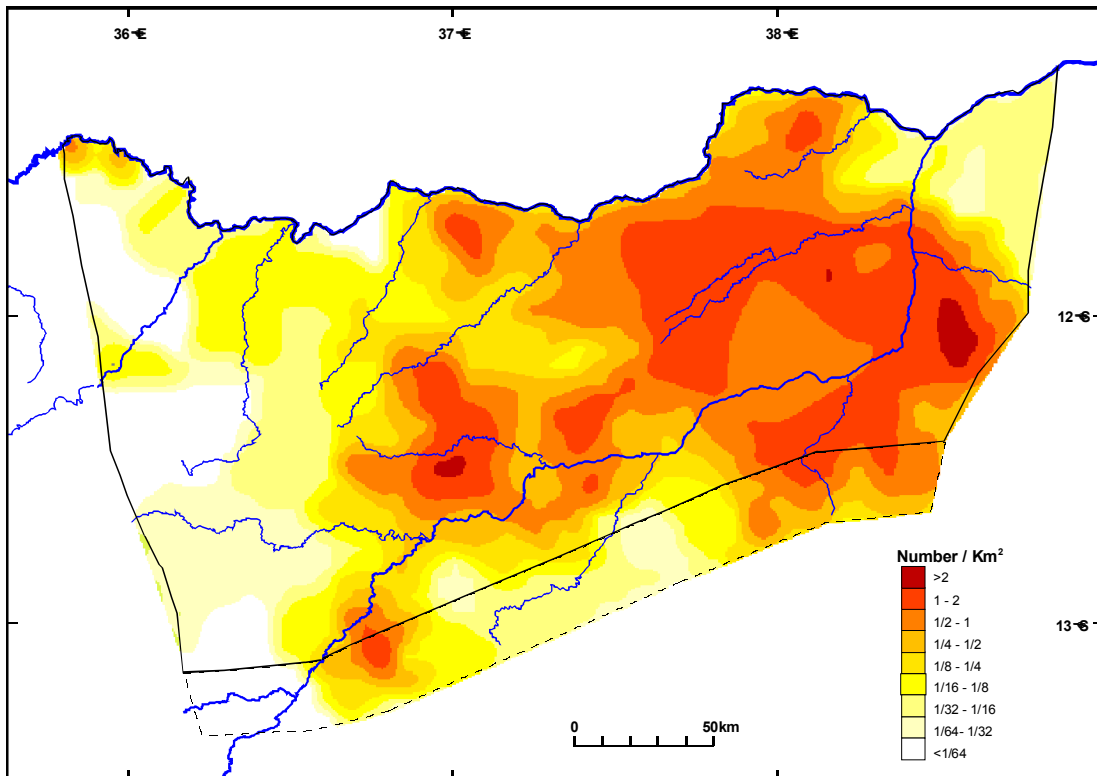 36°E 37°E 38°E
12°S
13°S
Number / Km²
>2
1 - 2
1/2 - 1
1/4 - 1/2
1/8 - 1/4
1/16 - 1/8
1/32 - 1/16
1/64- 1/32
<1/64
0 50km